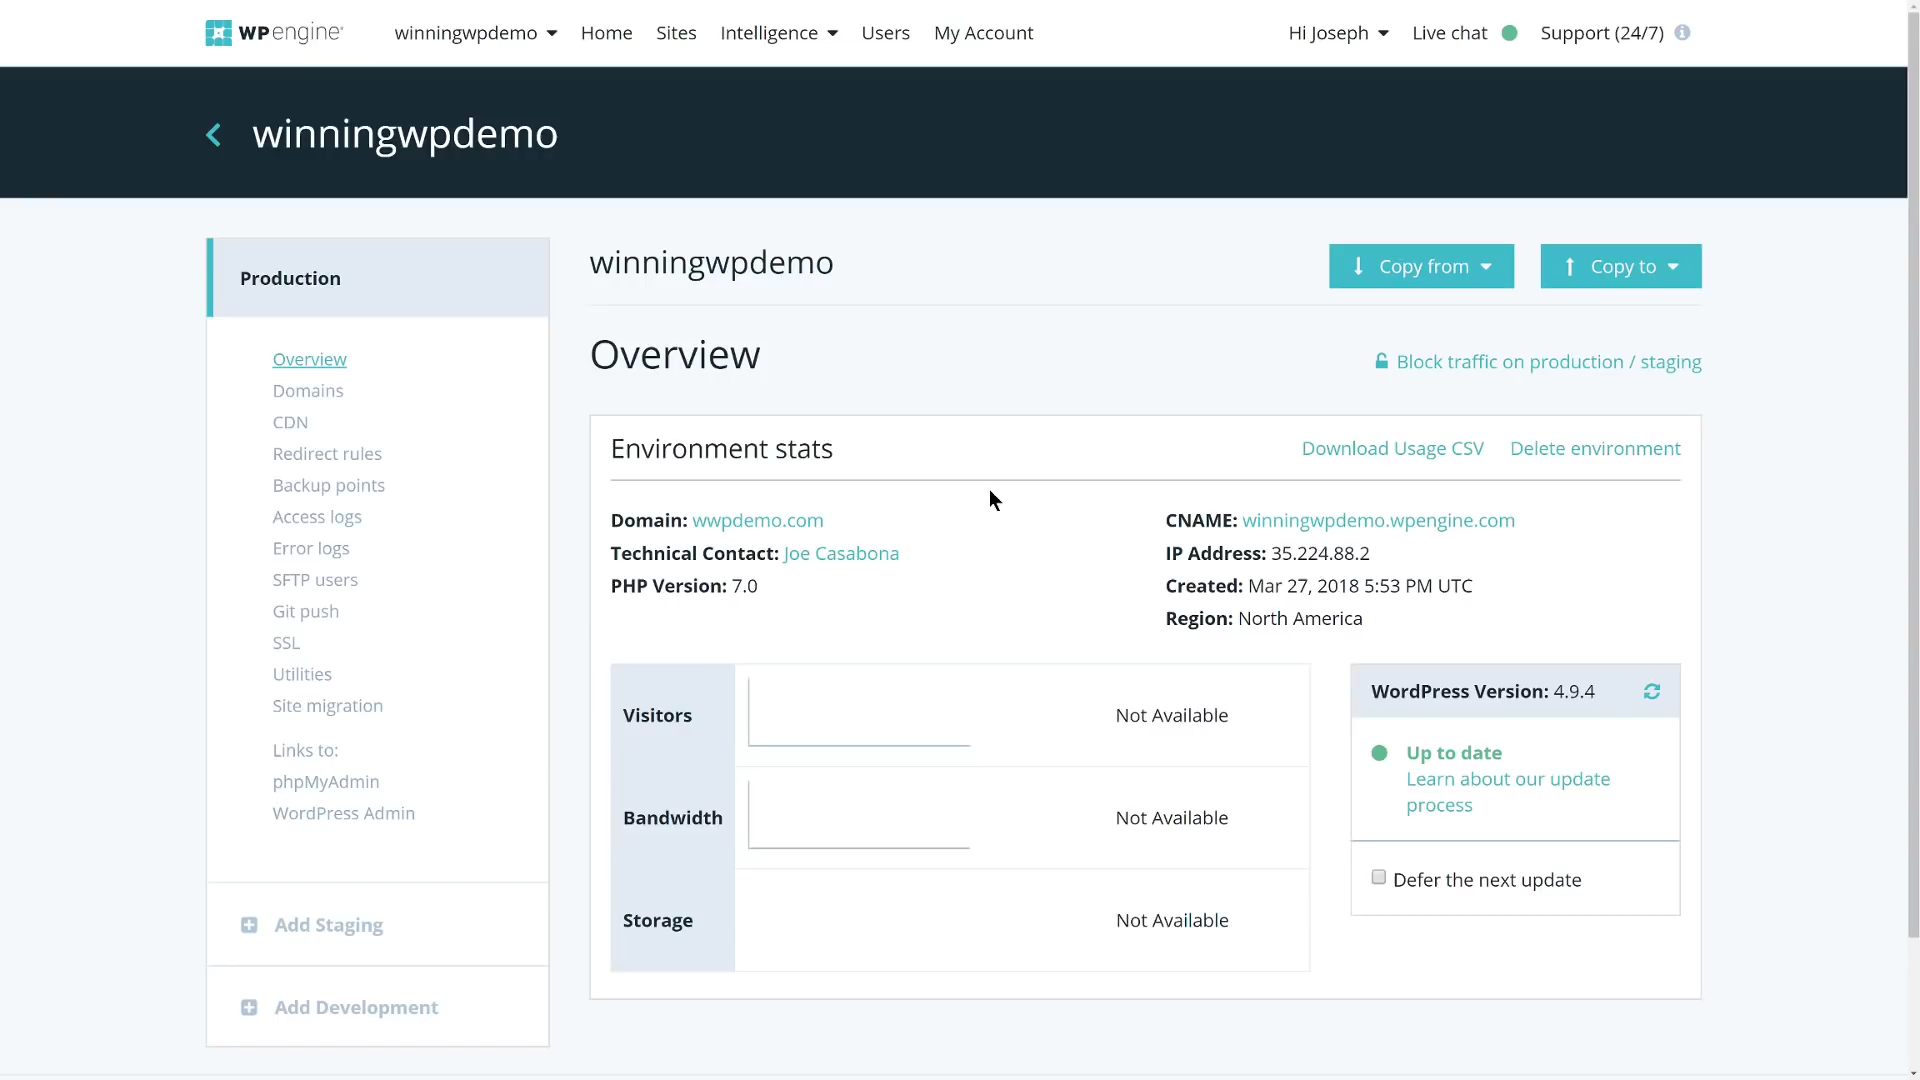 WPengine
winningwpdemo
Home
Sites
Intelligence
Users
My Account
Hi Joseph
Live chat
Support (24/7)
winningwpdemo
Production
Overview
Domains
CDN
Redirect rules
Backup points
Access logs
Error logs
SFTP users
Git push
SSL
Utilities
Site migration
Links to:
phpMyAdmin
WordPress Admin
Add Staging
Add Development
winningwpdemo
Copy from
Copy to
Overview
Block traffic on production / staging
Environment stats
Download Usage CSV
Delete environment
Domain: wwpdemo.com
Technical Contact: Joe Casabona
PHP Version: 7.0
CNAME: winningwpdemo.wpengine.com
IP Address: 35.224.88.2
Created: Mar 27, 2018 5:53 PM UTC
Region: North America
Visitors
Not Available
Bandwidth
Not Available
Storage
Not Available
WordPress Version: 4.9.4
Up to date
Learn about our update
process
Defer the next update